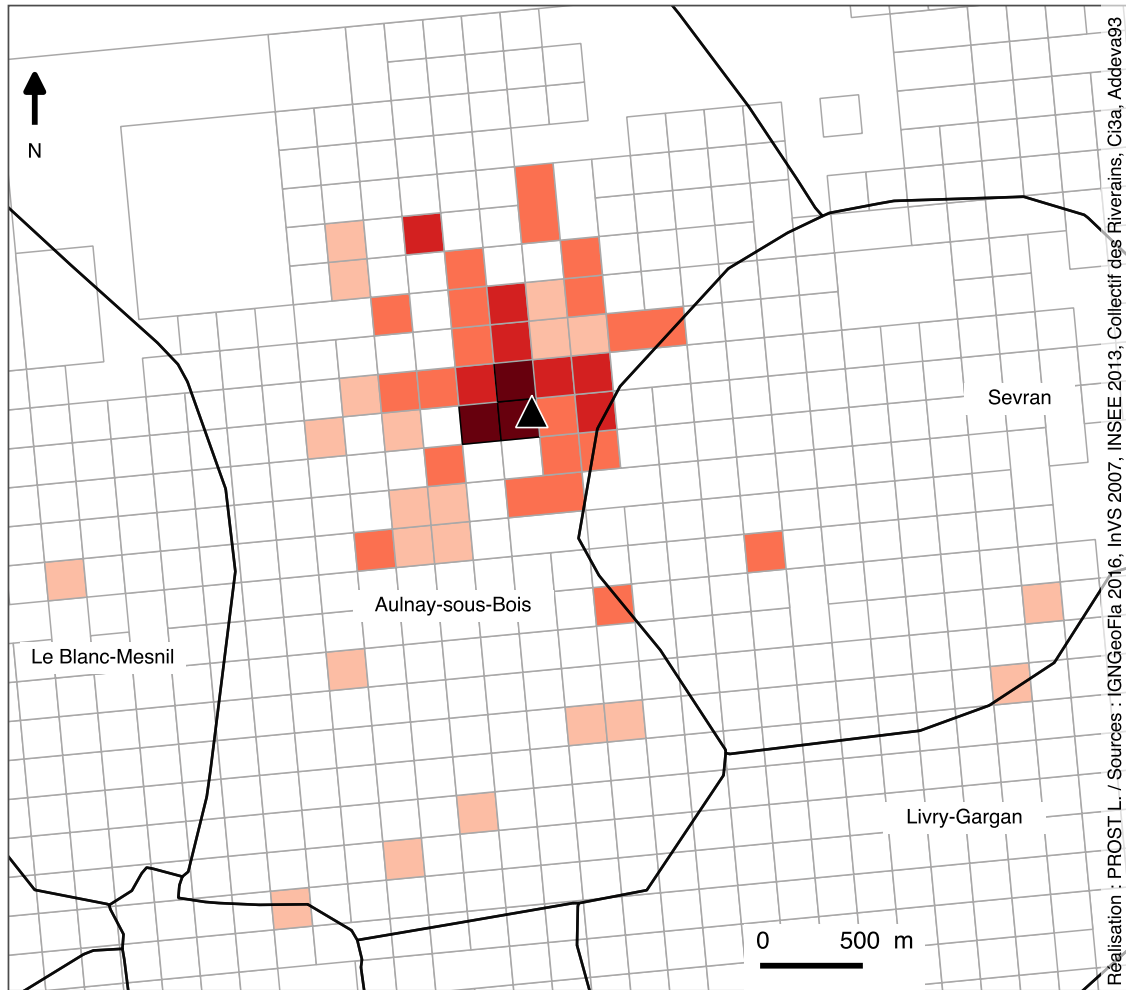 N
Sevran
Aulnay-sous-Bois
Le Blanc-Mesnil
Livry-Gargan
0 500 m
Réalisation : PROST L. / Sources : IGNGeoFla 2016, InVS 2007, INSEE 2013, Collectif des Riverains, Ci3a, Addeva93